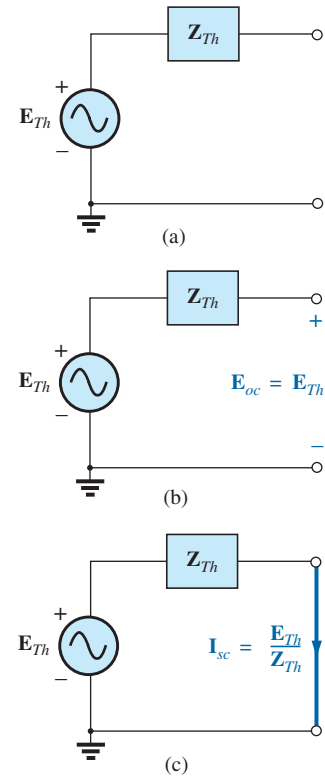 Z_Th
+
E_Th
−
(a)
Z_Th
+
+
E_Th
E_oc = E_Th
−
−
(b)
Z_Th
+
E_Th
I_sc = E_Th/Z_Th
−
(c)